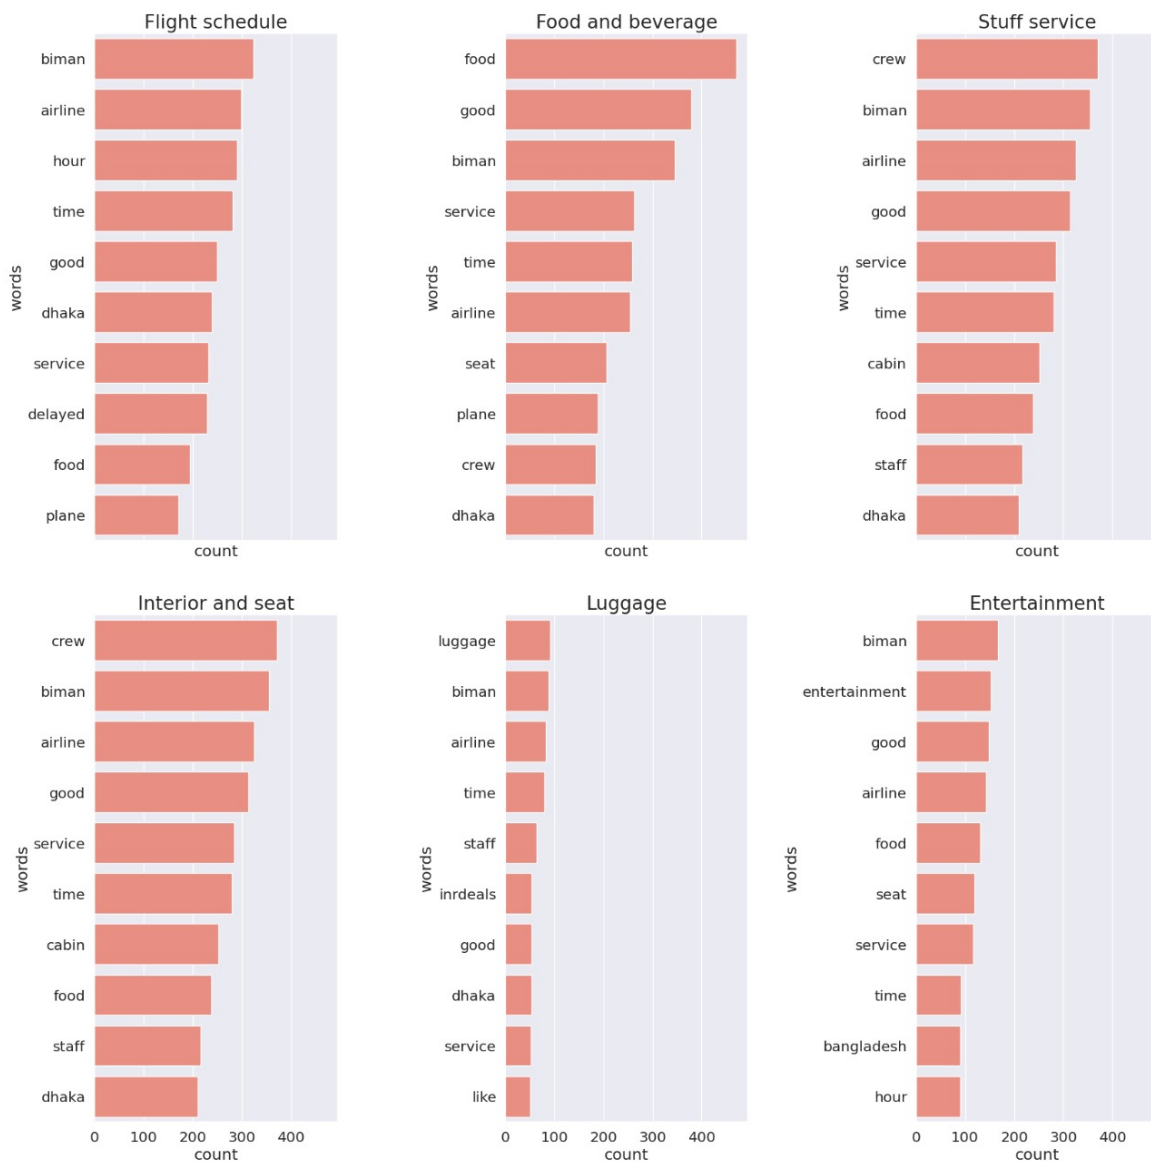 Flight schedule
words
biman
airline
hour
time
good
dhaka
service
delayed
food
plane
count
Food and beverage
words
food
good
biman
service
time
airline
seat
plane
crew
dhaka
count
Stuff service
words
crew
biman
airline
good
service
time
cabin
food
staff
dhaka
count
Interior and seat
words
crew
biman
airline
good
service
time
cabin
food
staff
dhaka
0 100 200 300 400
count
Luggage
words
luggage
biman
airline
time
staff
inrdeals
good
dhaka
service
like
0 100 200 300 400
count
Entertainment
words
biman
entertainment
good
airline
food
seat
service
time
bangladesh
hour
0 100 200 300 400
count